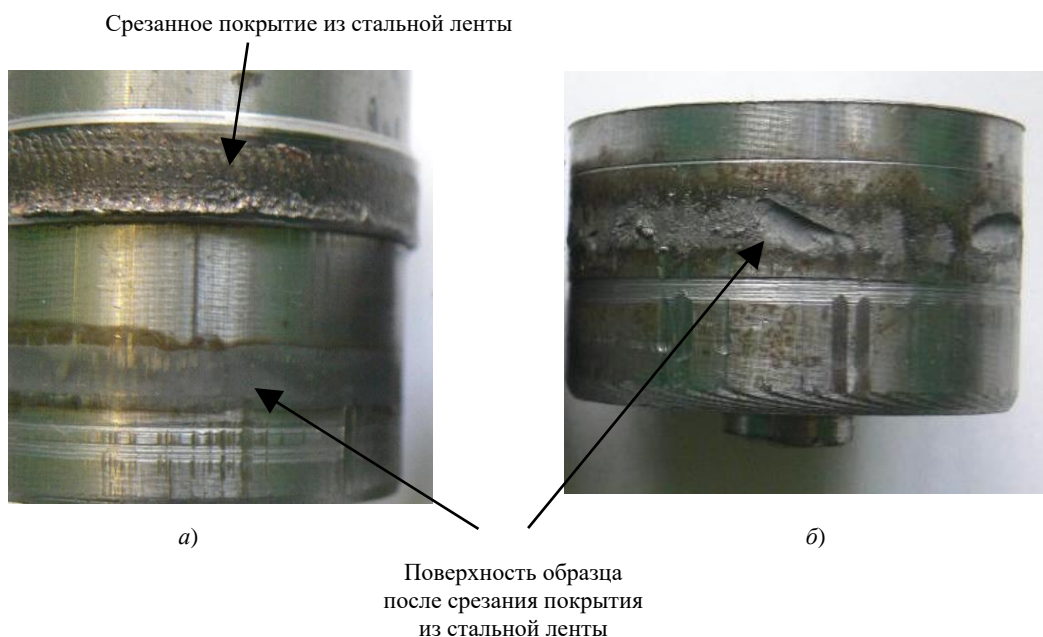 Срезанное покрытие из стальной ленты
а)
б)
Поверхность образца
после срезания покрытия
из стальной ленты